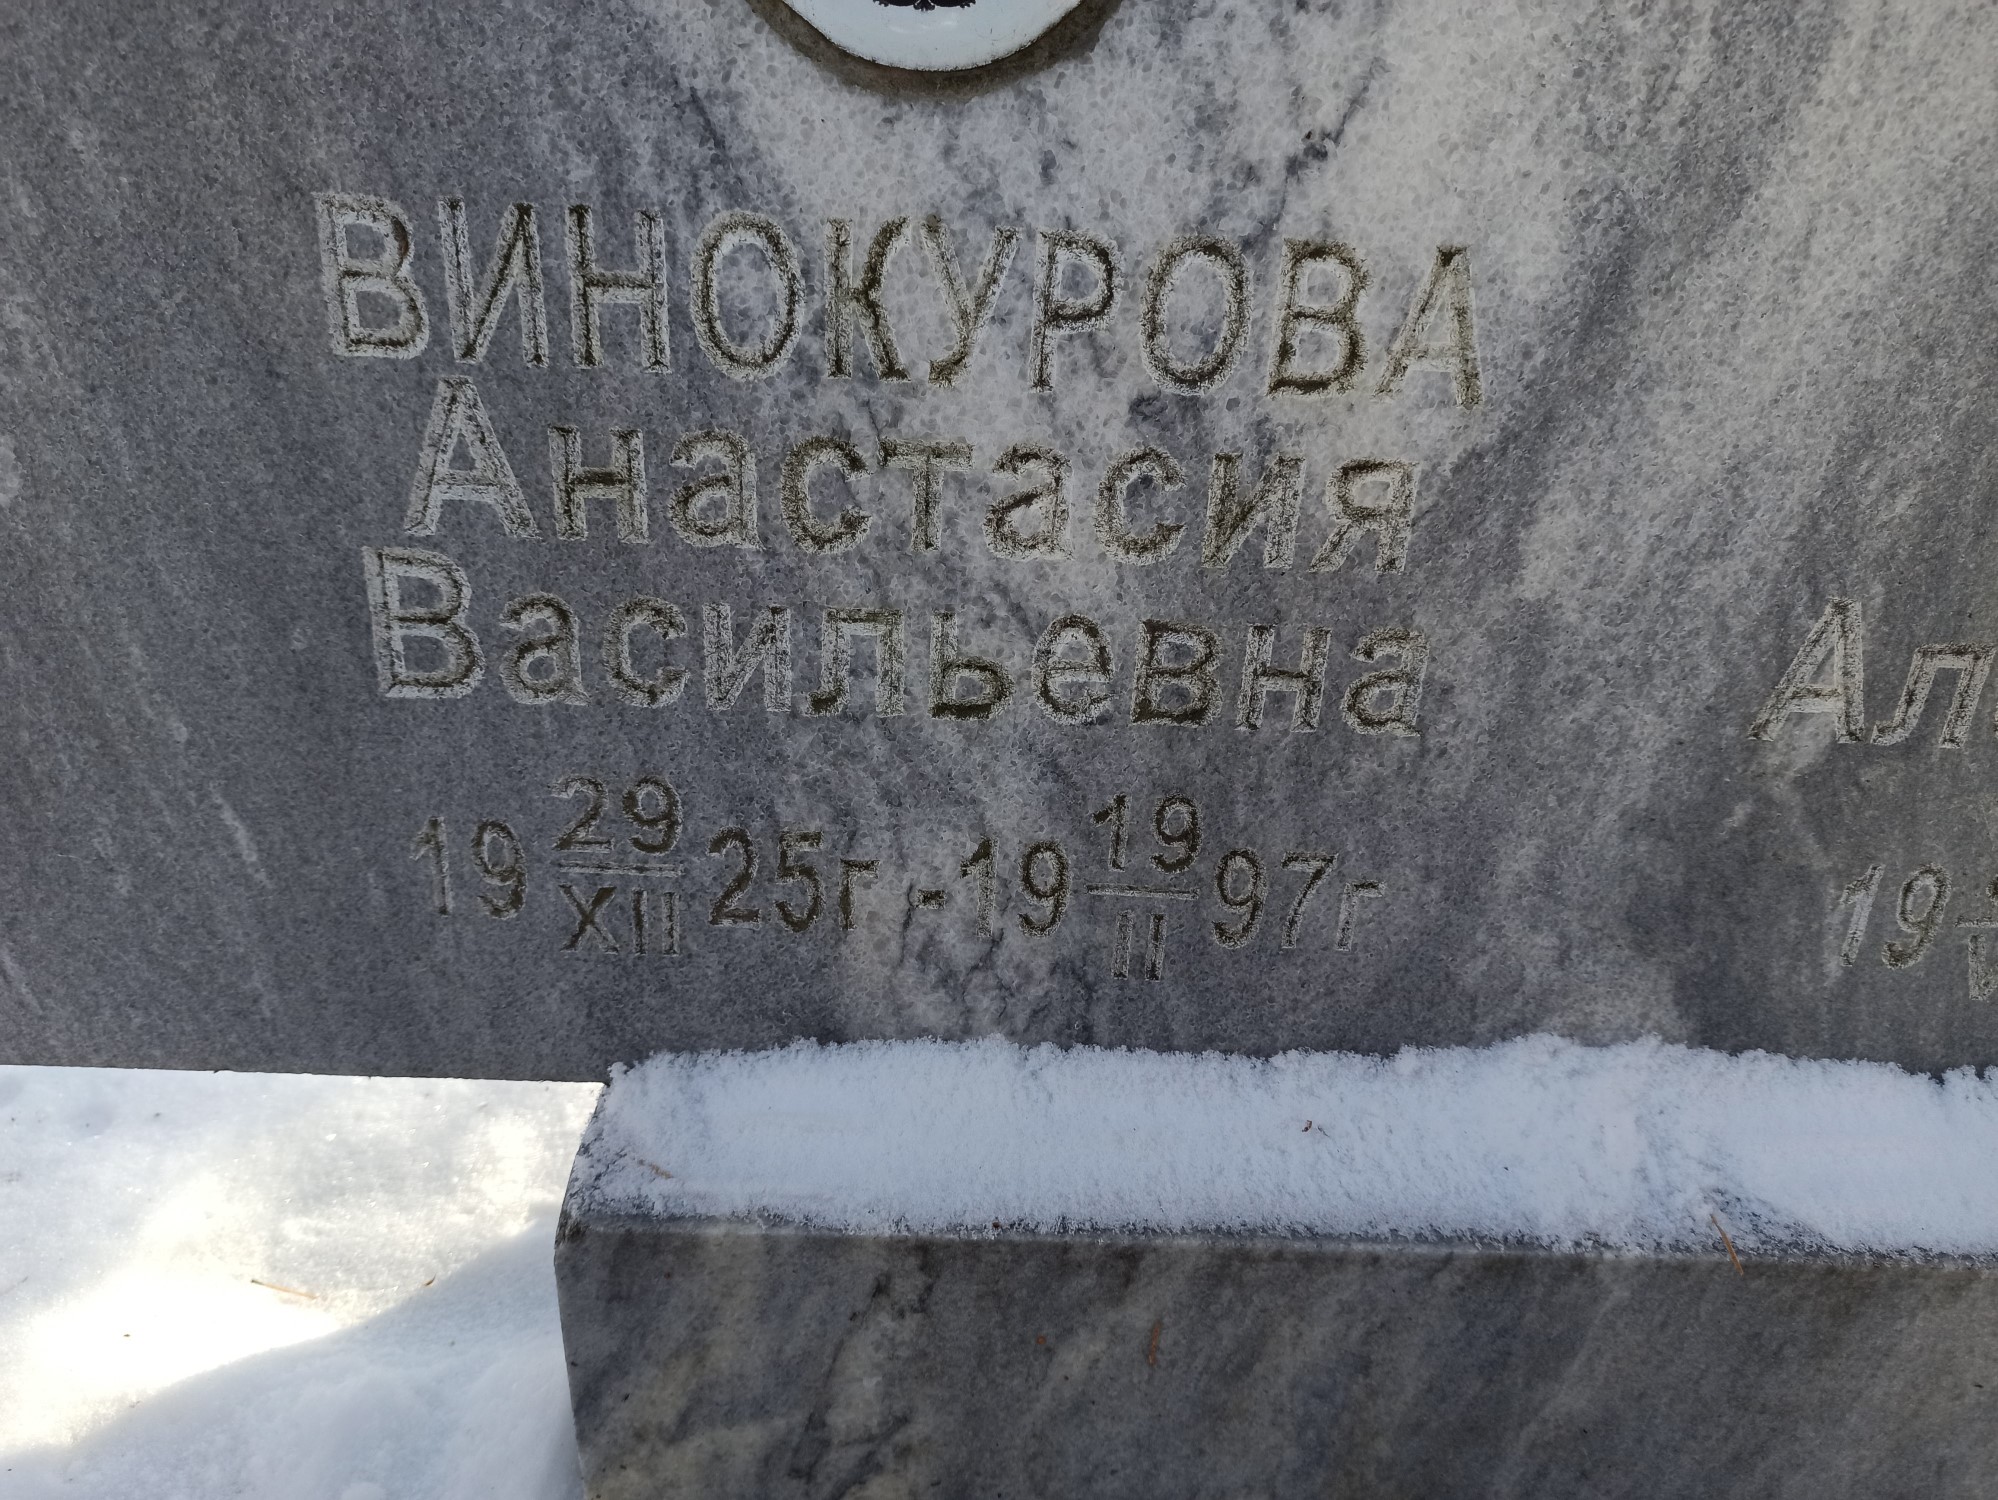 ВИНОКУРОВА
Анастасия
Васильевна
19 29/XII 25г - 19 19/II 97г